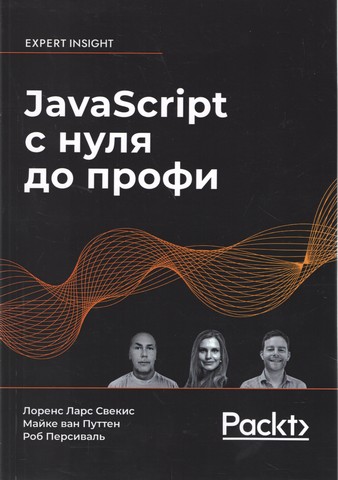 EXPERT INSIGHT
JavaScript
с нуля
до профи
Лоренс Ларс Свекис
Майке ван Путтен
Роб Персиваль
Packt